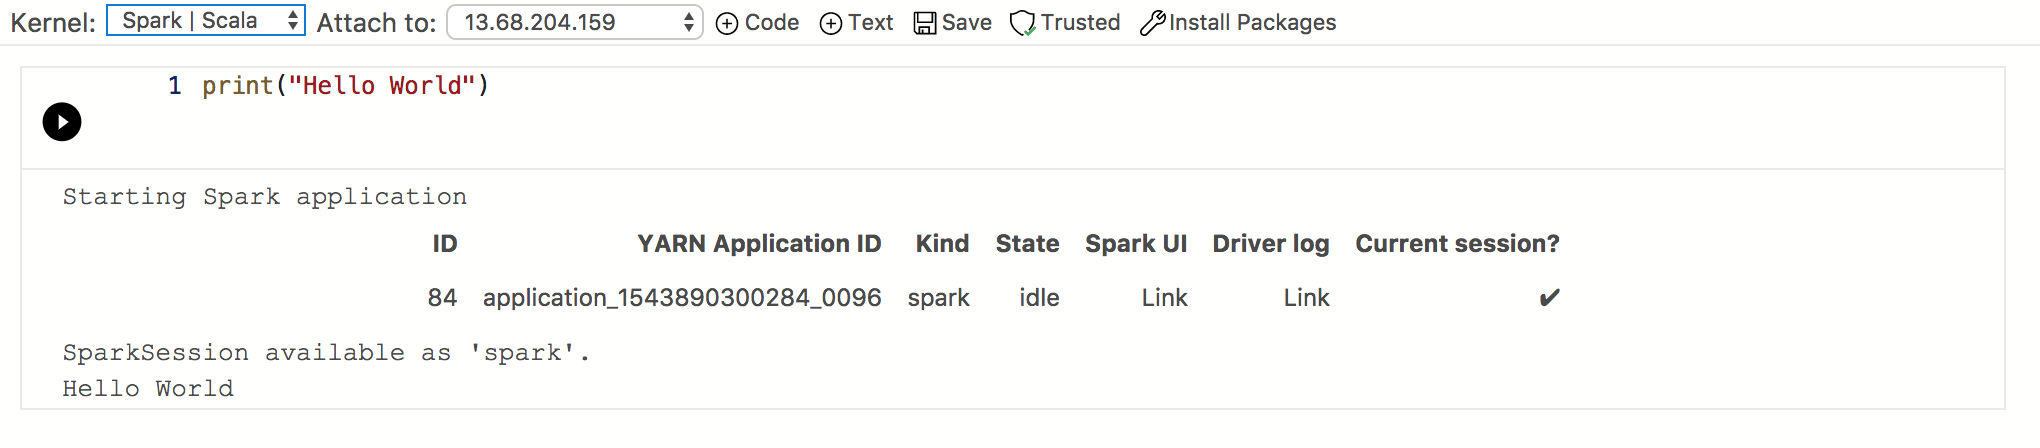 Kernel: Spark | Scala Attach to: 13.68.204.159 Code Text Save Trusted Install Packages
1 print("Hello World")
Starting Spark application
ID YARN Application ID Kind State Spark UI Driver log Current session?
84 application_1543890300284_0096 spark idle Link Link ✔
SparkSession available as 'spark'.
Hello World